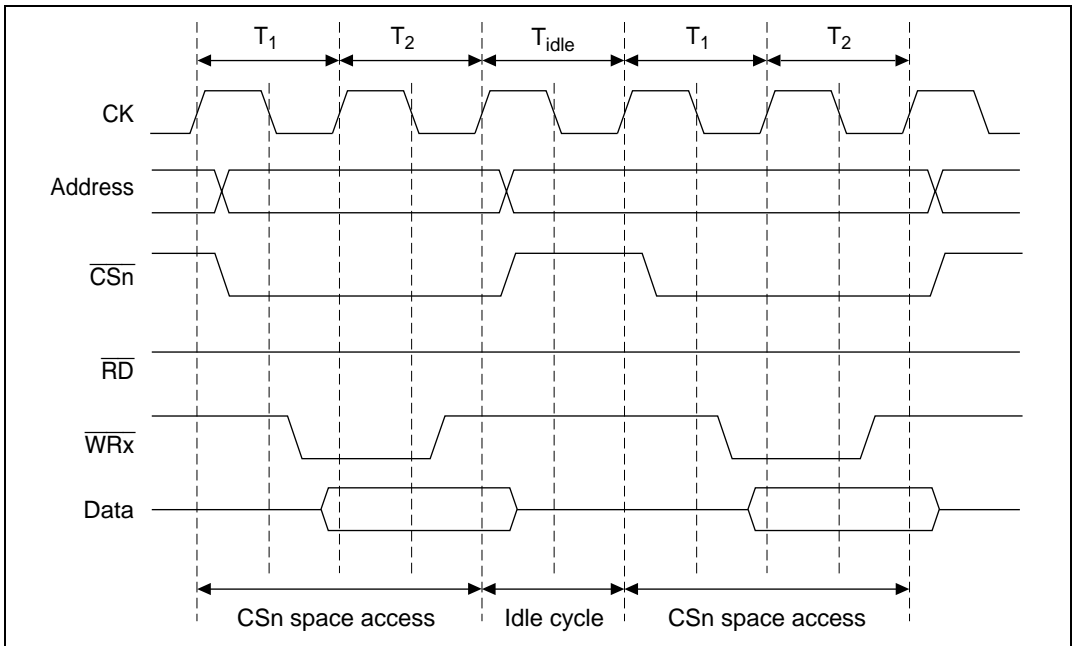 T1 T2 Tidle T1 T2
CK
Address
CSn
RD
WRx
Data
CSn space access Idle cycle CSn space access